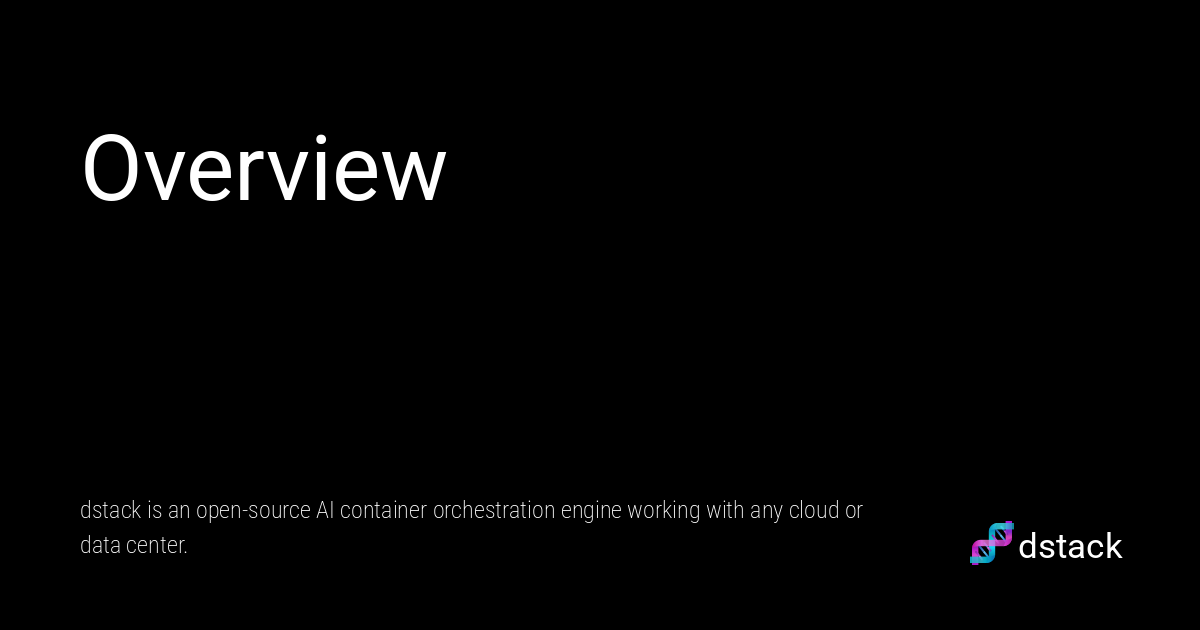 Overview
dstack is an open-source AI container orchestration engine working with any cloud or
data center.
dstack